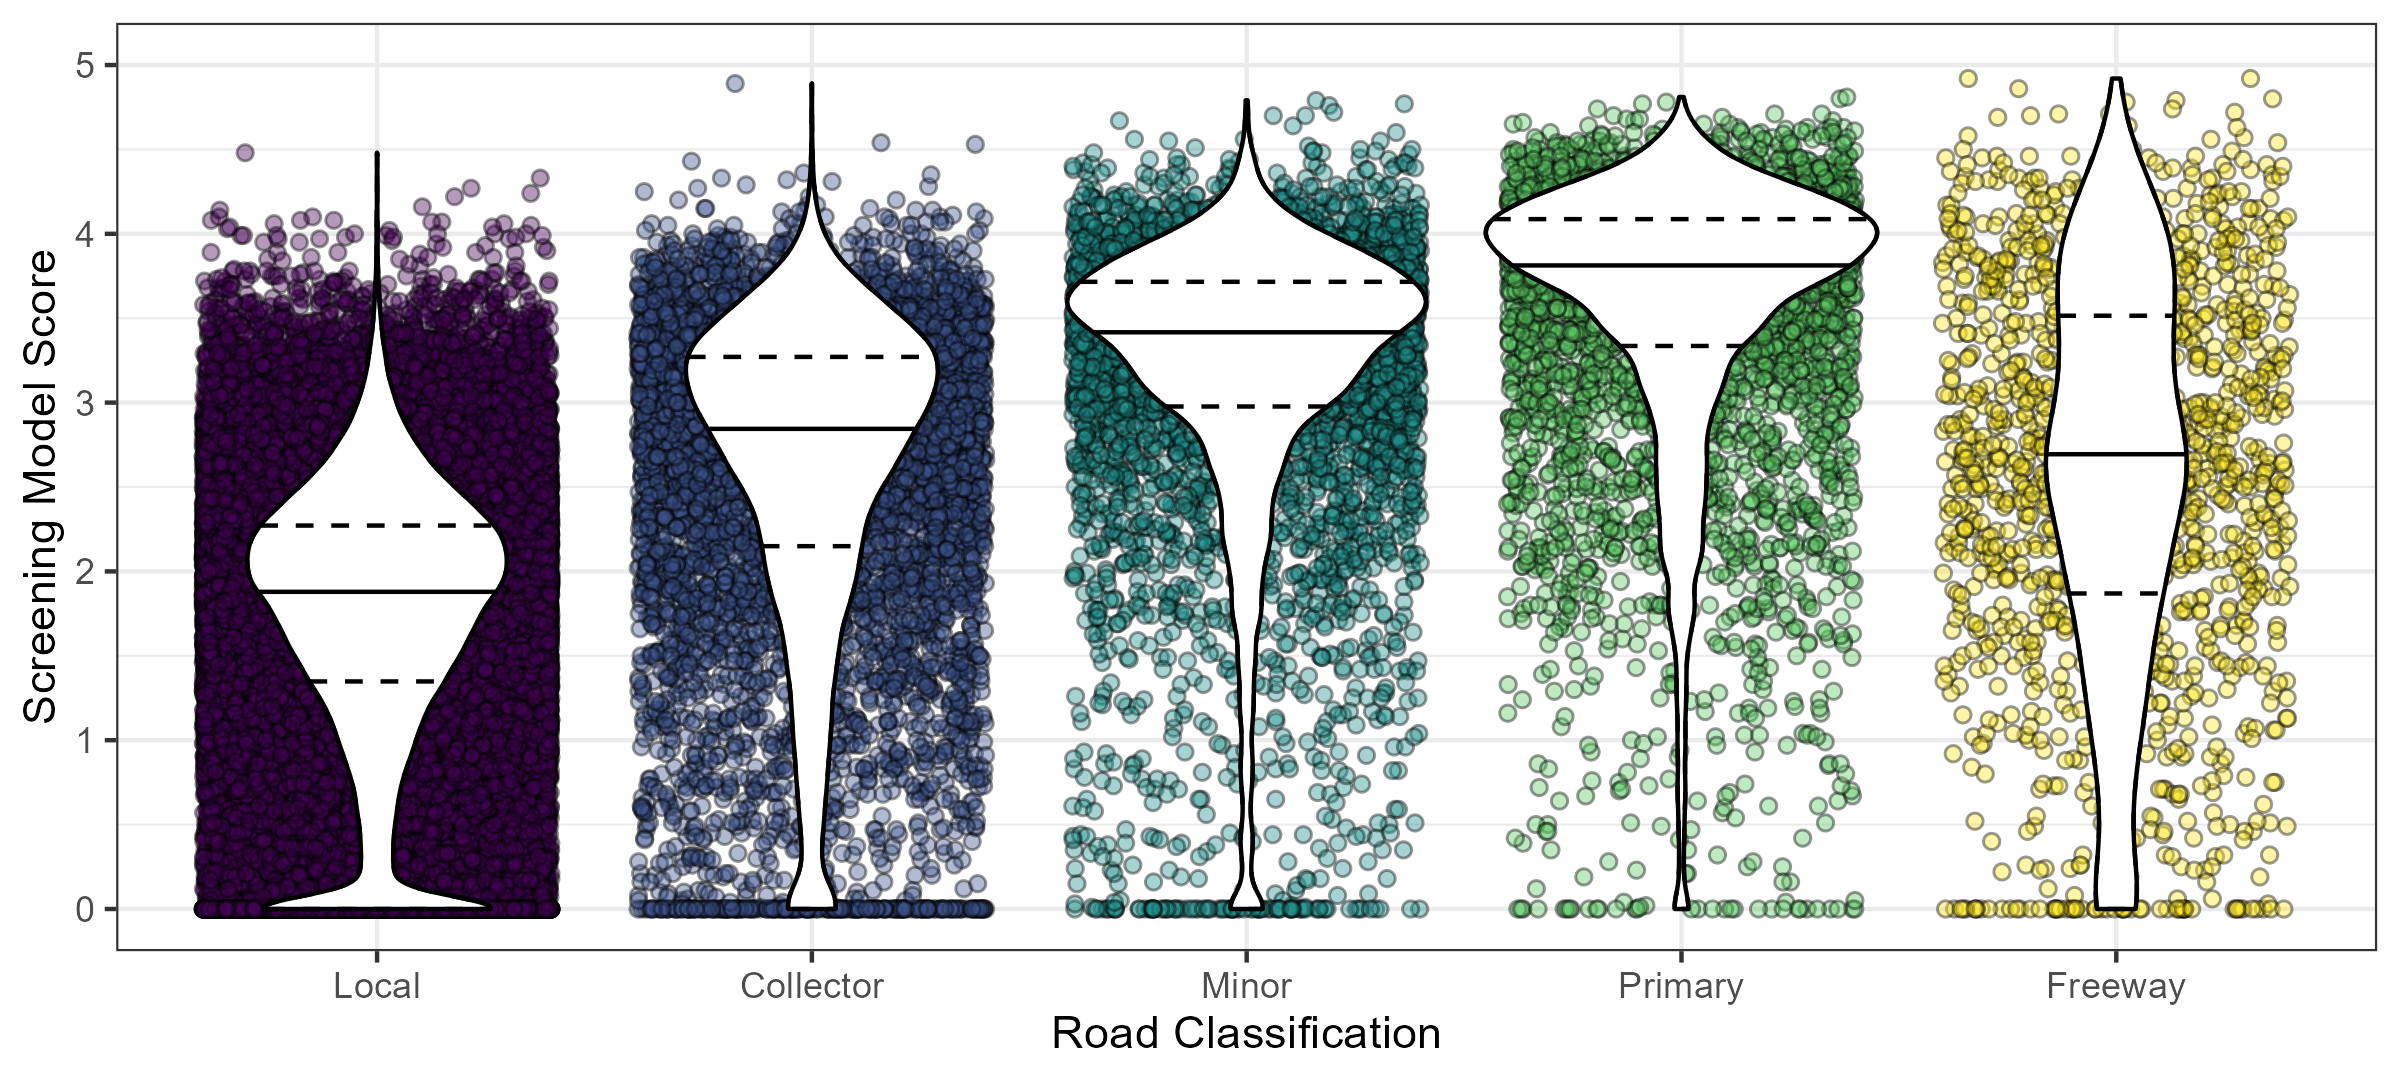 Screening Model Score
5
4
3
2
1
0
Local Collector Minor Primary Freeway
Road Classification